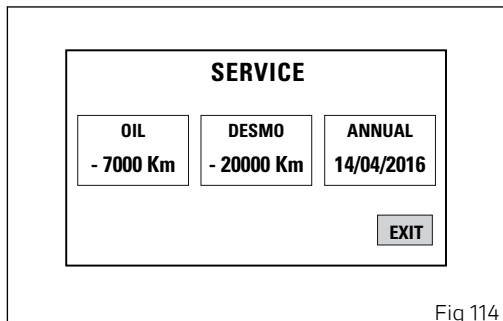 SERVICE
OIL DESMO ANNUAL
- 7000 Km - 20000 Km 14/04/2016
EXIT
Fig 114